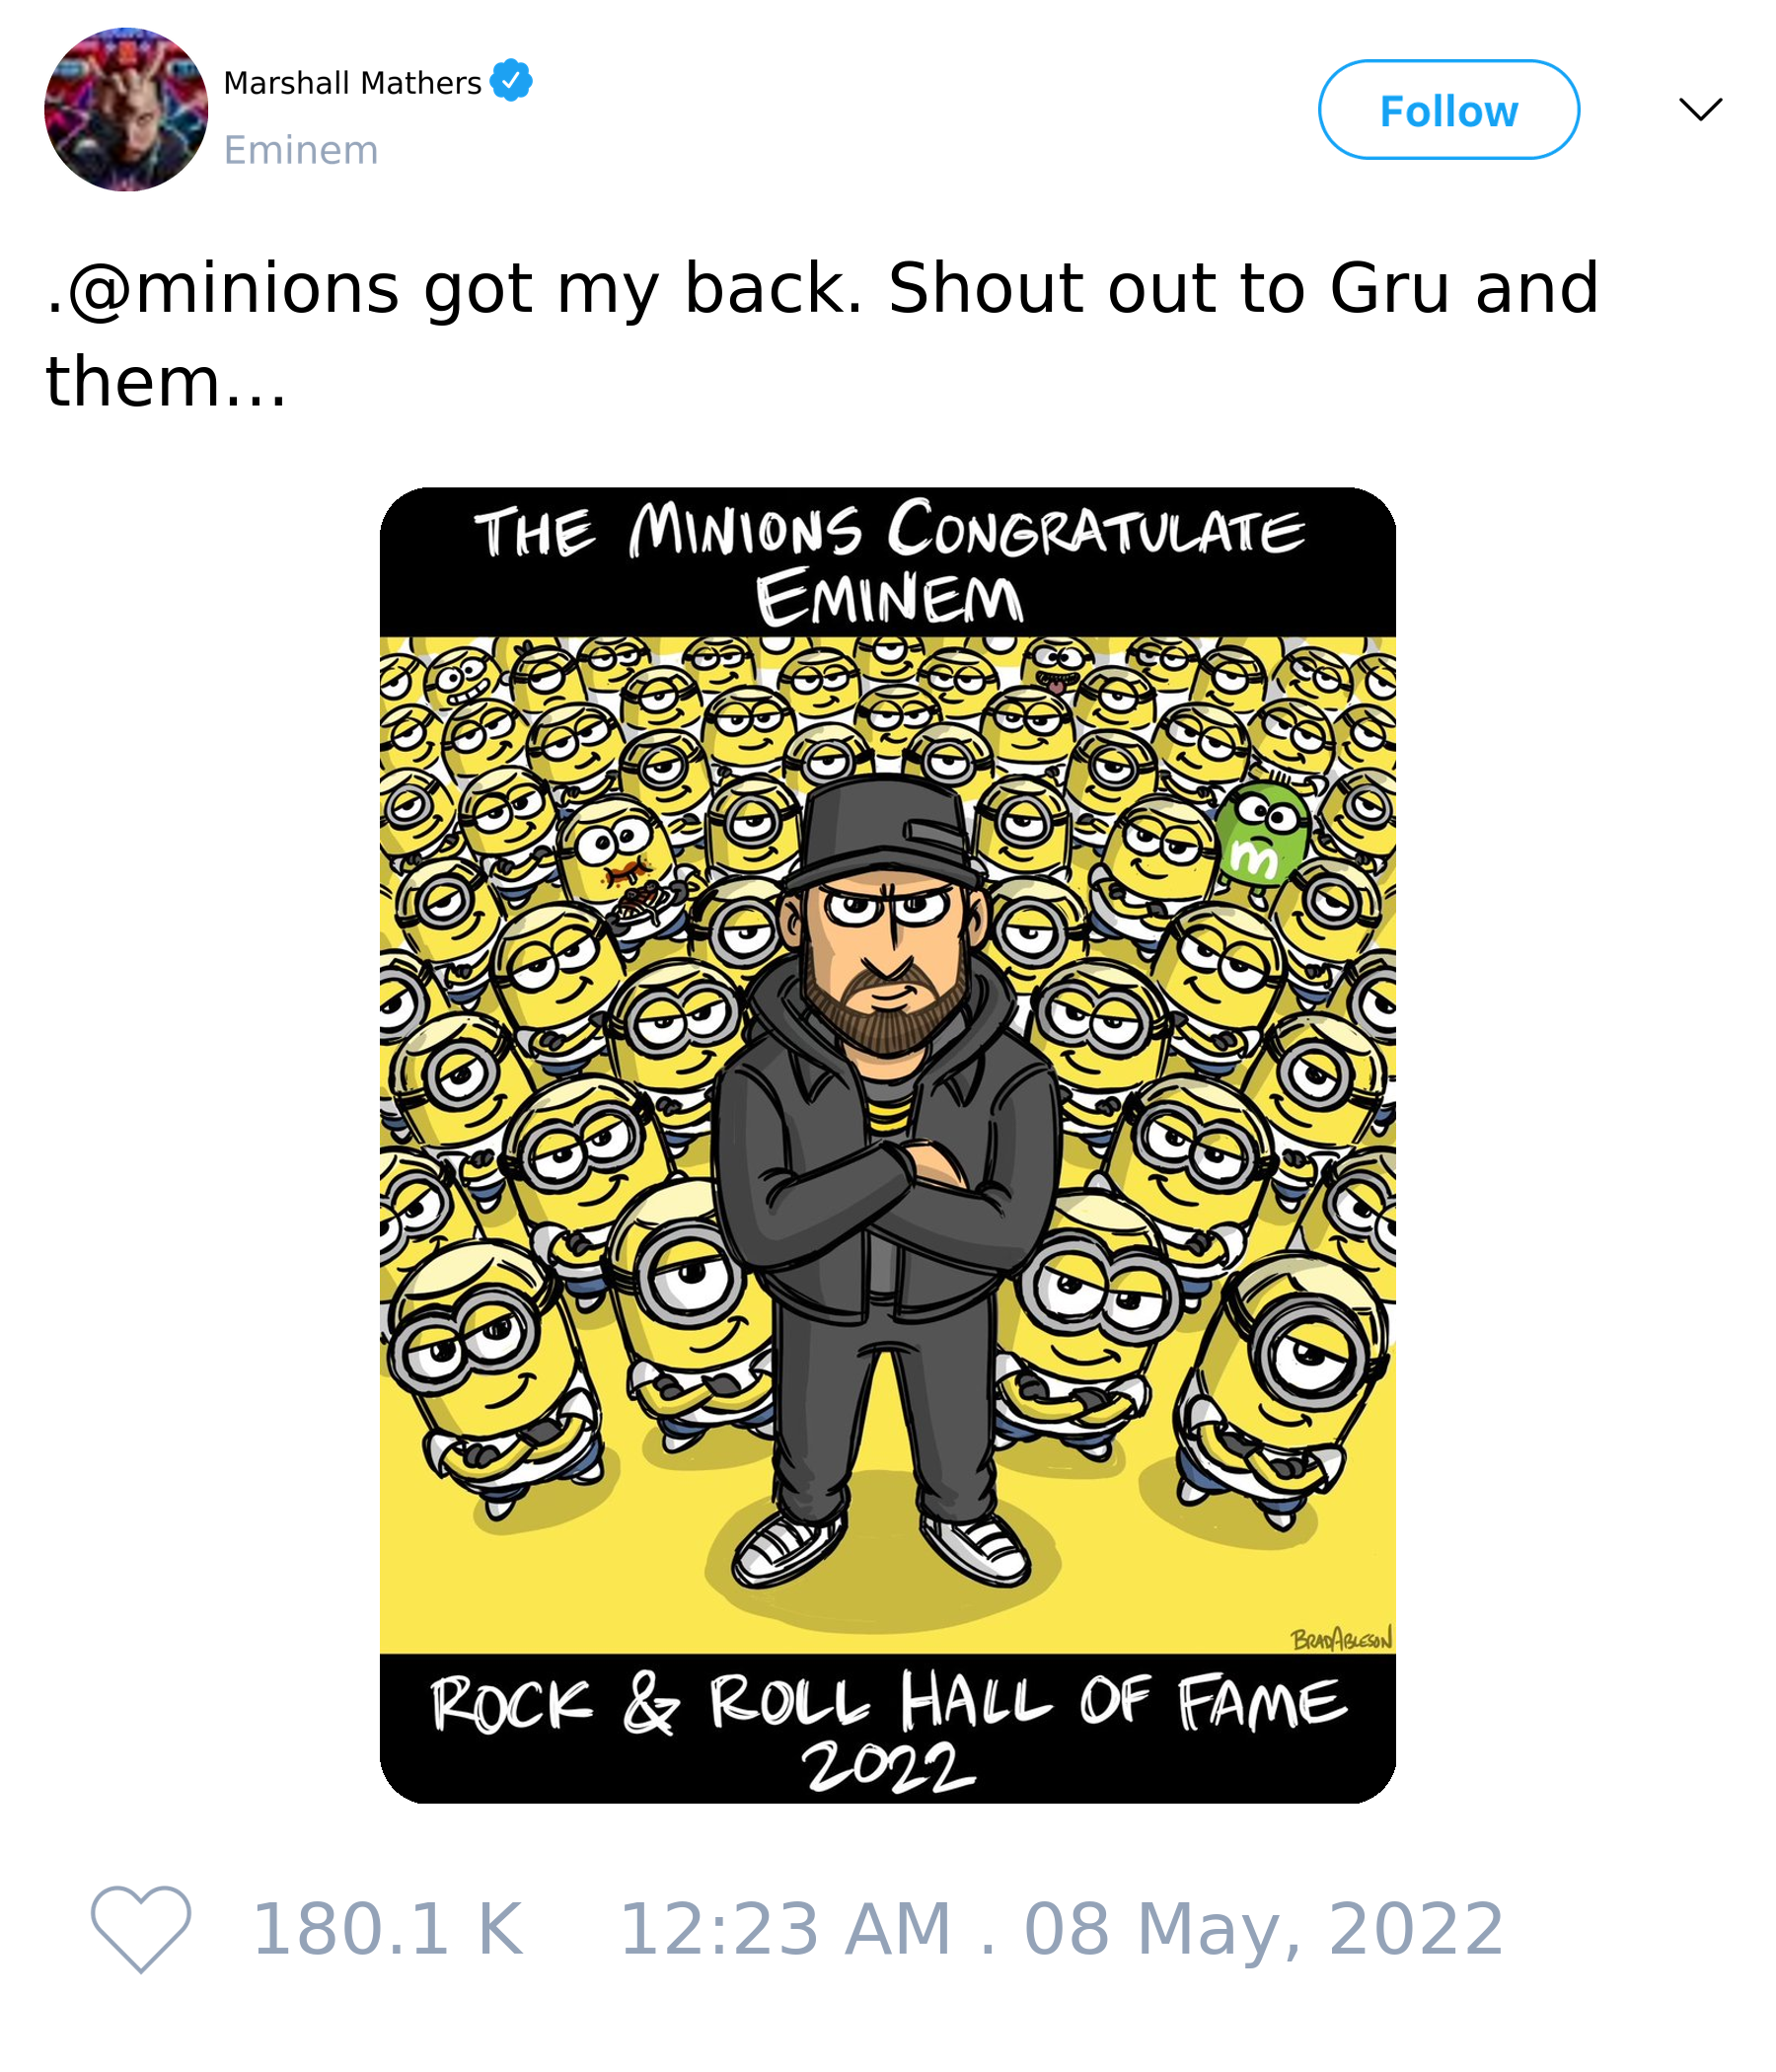 Marshall Mathers
Eminem
Follow
.@minions got my back. Shout out to Gru and
them...
THE MINIONS CONGRATULATE
EMINEM
m
BRADABLESON
ROCK & ROLL HALL OF FAME
2022
180.1 K
12:23 AM . 08 May, 2022